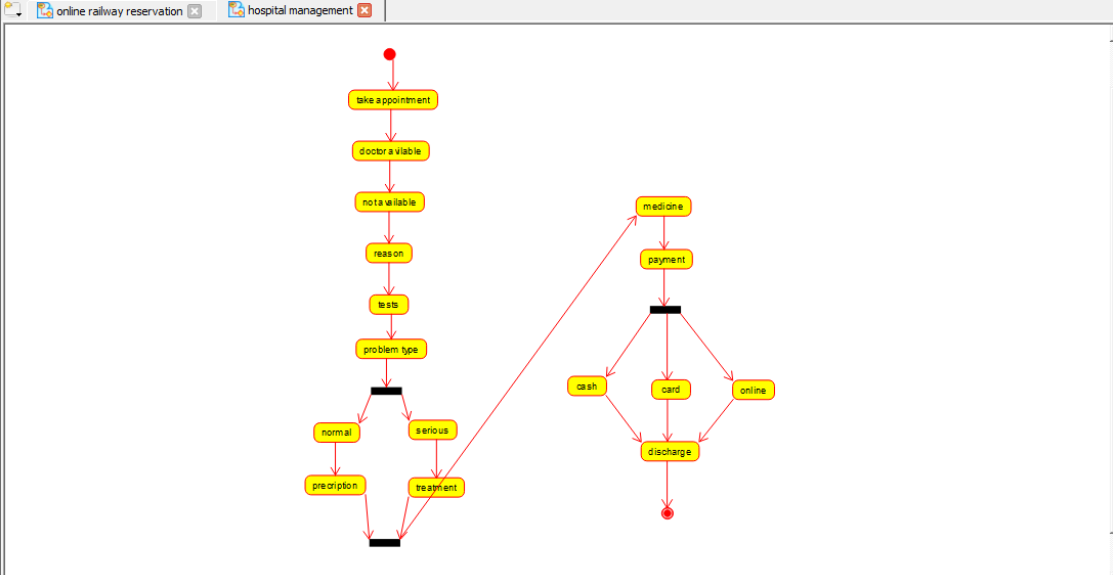 online railway reservation
hospital management
take appointment
doctor avilable
not available
reason
tests
problem type
normal
serious
precription
treatment
medicine
payment
cash
card
online
discharge